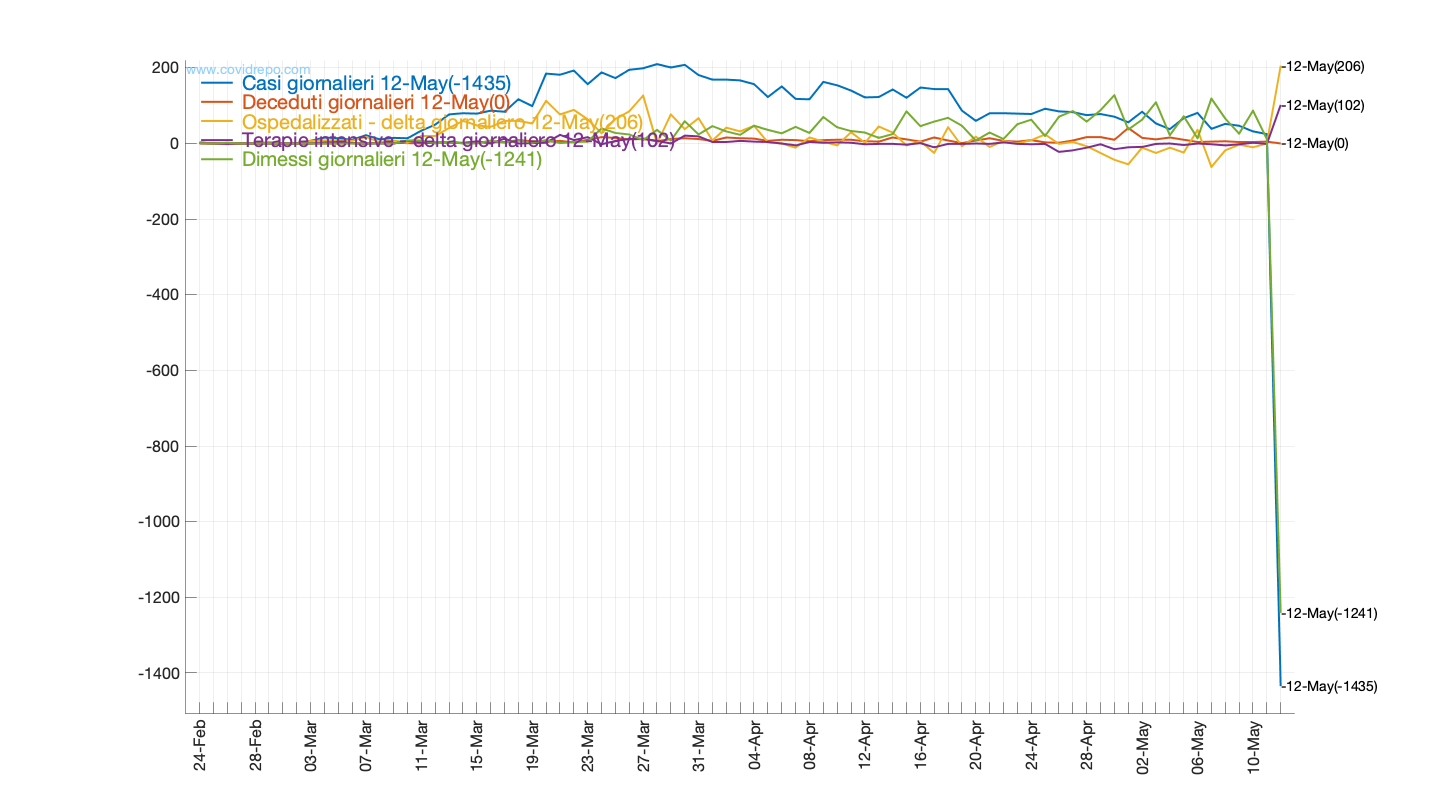 www.covidrepo.com
Casi giornalieri 12-May(-1435)
Deceduti giornalieri 12-May(0)
Ospedalizzati - delta giornaliero 12-May(206)
Terapie intensive - delta giornaliero 12-May(102)
Dimessi giornalieri 12-May(-1241)
200
0
-200
-400
-600
-800
-1000
-1200
-1400
-12-May(206)
-12-May(102)
-12-May(0)
-12-May(-1241)
-12-May(-1435)
24-Feb
28-Feb
03-Mar
07-Mar
11-Mar
15-Mar
19-Mar
23-Mar
27-Mar
31-Mar
04-Apr
08-Apr
12-Apr
16-Apr
20-Apr
24-Apr
28-Apr
02-May
06-May
10-May